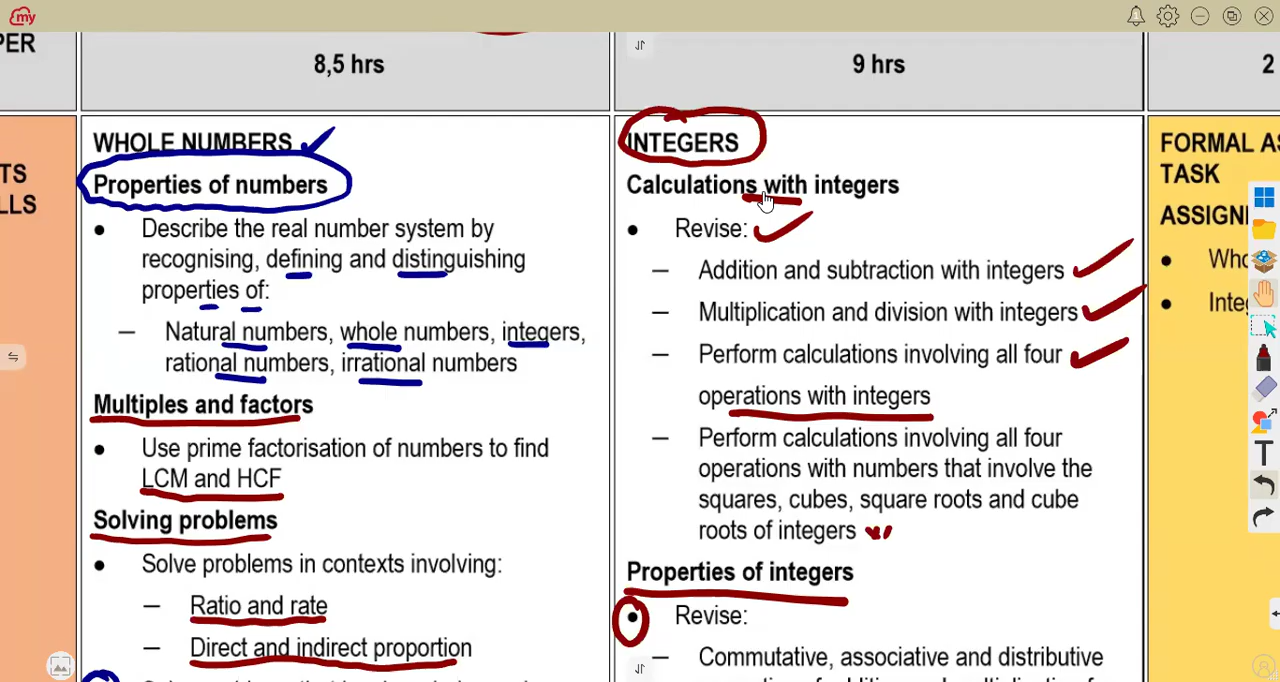 my
PER
8,5 hrs
9 hrs
2
TS
LLS
WHOLE NUMBERS
Properties of numbers
• Describe the real number system by
recognising, defining and distinguishing
properties of:
— Natural numbers, whole numbers, integers,
rational numbers, irrational numbers
Multiples and factors
• Use prime factorisation of numbers to find
LCM and HCF
Solving problems
• Solve problems in contexts involving:
— Ratio and rate
— Direct and indirect proportion
INTEGERS
Calculations with integers
• Revise:
— Addition and subtraction with integers
— Multiplication and division with integers
— Perform calculations involving all four
operations with integers
— Perform calculations involving all four
operations with numbers that involve the
squares, cubes, square roots and cube
roots of integers
Properties of integers
• Revise:
— Commutative, associative and distributive
FORMAL AS
TASK
ASSIGN
• Who
• Integ
T